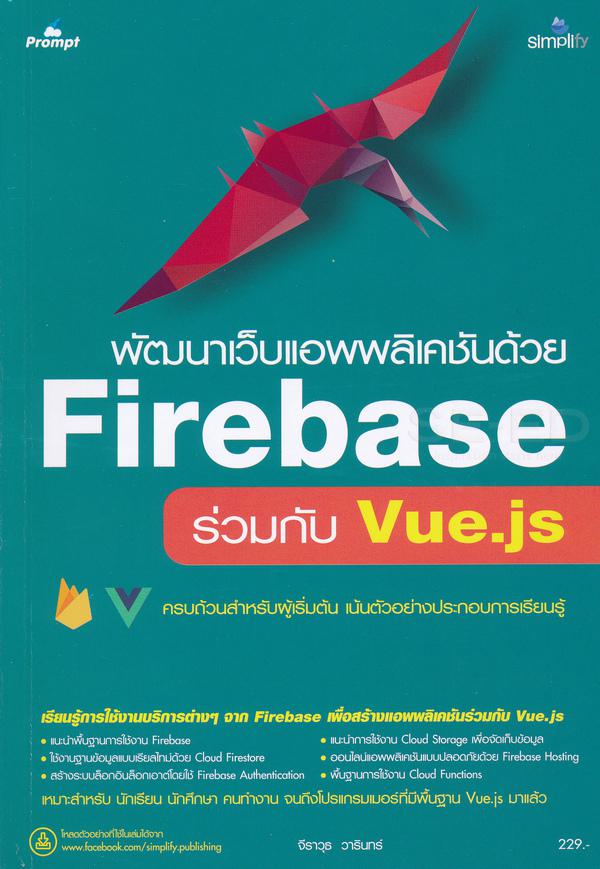 Prompt
simplify
พัฒนาเว็บแอพพลิเคชันด้วย
Firebase
ร่วมกับ Vue.js
ครบถ้วนสำหรับผู้เริ่มต้น เน้นตัวอย่างประกอบการเรียนรู้
เรียนรู้การใช้งานบริการต่างๆ จาก Firebase เพื่อสร้างแอพพลิเคชันร่วมกับ Vue.js
• แนะนำพื้นฐานการใช้งาน Firebase
• ใช้งานฐานข้อมูลแบบเรียลไทม์ด้วย Cloud Firestore
• สร้างระบบล็อกอินล็อกเอาต์โดยใช้ Firebase Authentication
• แนะนำการใช้งาน Cloud Storage เพื่อจัดเก็บข้อมูล
• ออนไลน์แอพพลิเคชันแบบปลอดภัยด้วย Firebase Hosting
• พื้นฐานการใช้งาน Cloud Functions
เหมาะสำหรับ นักเรียน นักศึกษา คนทำงาน จนถึงโปรแกรมเมอร์ที่มีพื้นฐาน Vue.js มาแล้ว
โหลดตัวอย่างที่ใช้ในเล่มได้จาก
www.facebook.com/simplify.publishing
จีราวุธ วารินทร์
229.-